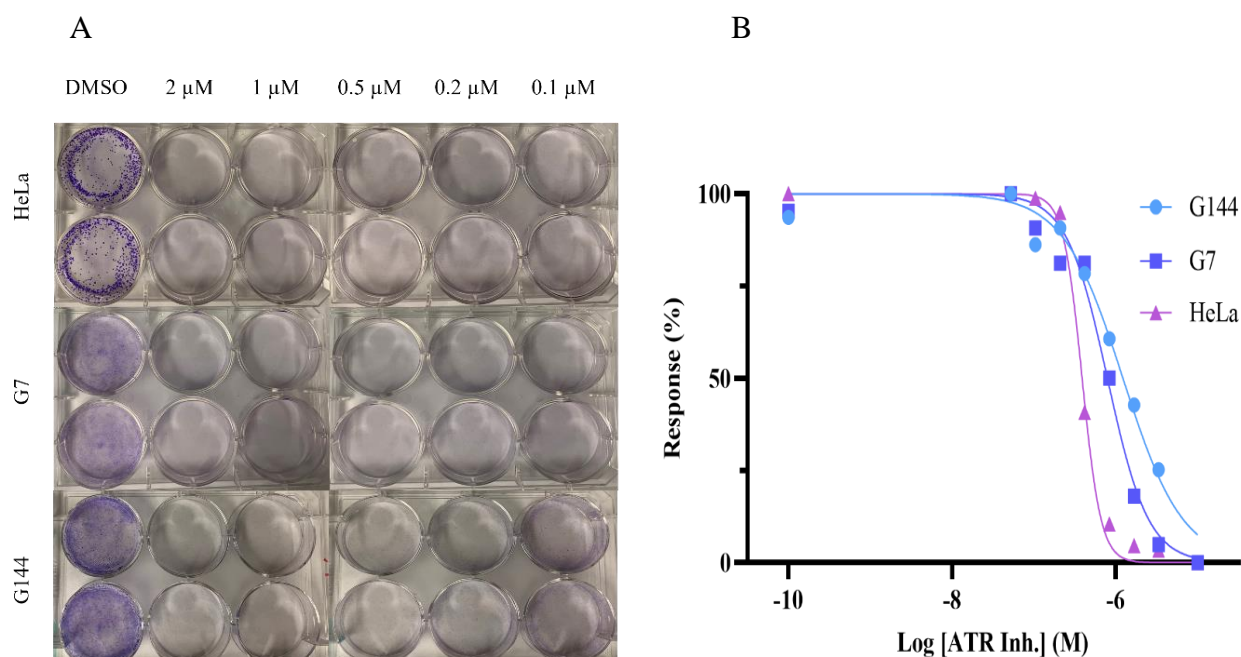 A
DMSO 2 µM 1 µM 0.5 µM 0.2 µM 0.1 µM
HeLa
G7
G144
B
Response (%)
100
50
0
-10 -8 -6
Log [ATR Inh.] (M)
G144
G7
HeLa